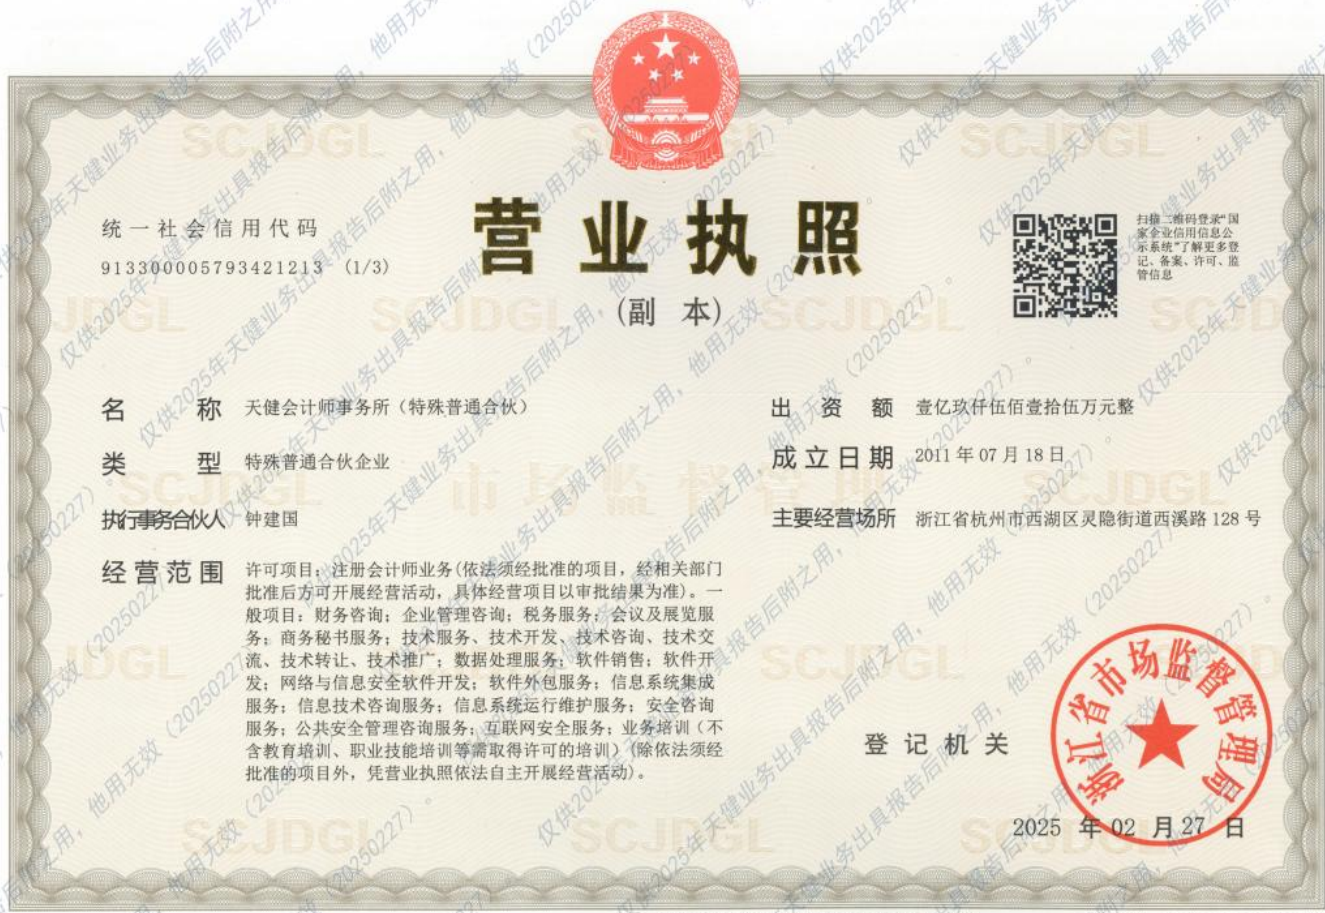 营业执照
(副 本)
统一社会信用代码
913300005793421213 (1/3)
扫描二维码登录“国
家企业信用信息公
示系统”了解更多登
记、备案、许可、监
管信息
名 称 天健会计师事务所（特殊普通合伙）
类 型 特殊普通合伙企业
执行事务合伙人 钟建国
经营范围 许可项目：注册会计师业务(依法须经批准的项目，经相关部门
批准后方可开展经营活动，具体经营项目以审批结果为准)。一
般项目：财务咨询；企业管理咨询；税务服务；会议及展览服
务；商务秘书服务；技术服务、技术开发、技术咨询、技术交
流、技术转让、技术推广；数据处理服务；软件销售；软件开
发；网络与信息安全软件开发；软件外包服务；信息系统集成
服务；信息技术咨询服务；信息系统运行维护服务；安全咨询
服务；公共安全管理咨询服务；互联网安全服务；业务培训（不
含教育培训、职业技能培训等需取得许可的培训）(除依法须经
批准的项目外，凭营业执照依法自主开展经营活动)。
出资额 壹亿玖仟伍佰壹拾伍万元整
成立日期 2011年07月18日
主要经营场所 浙江省杭州市西湖区灵隐街道西溪路128号
登记机关
浙江省市场监督管理局
2025 年 02 月 27 日
SCJDGL
市场监督管理
仅供2025年天健业务出具报告后附之用，他用无效（20250227）。